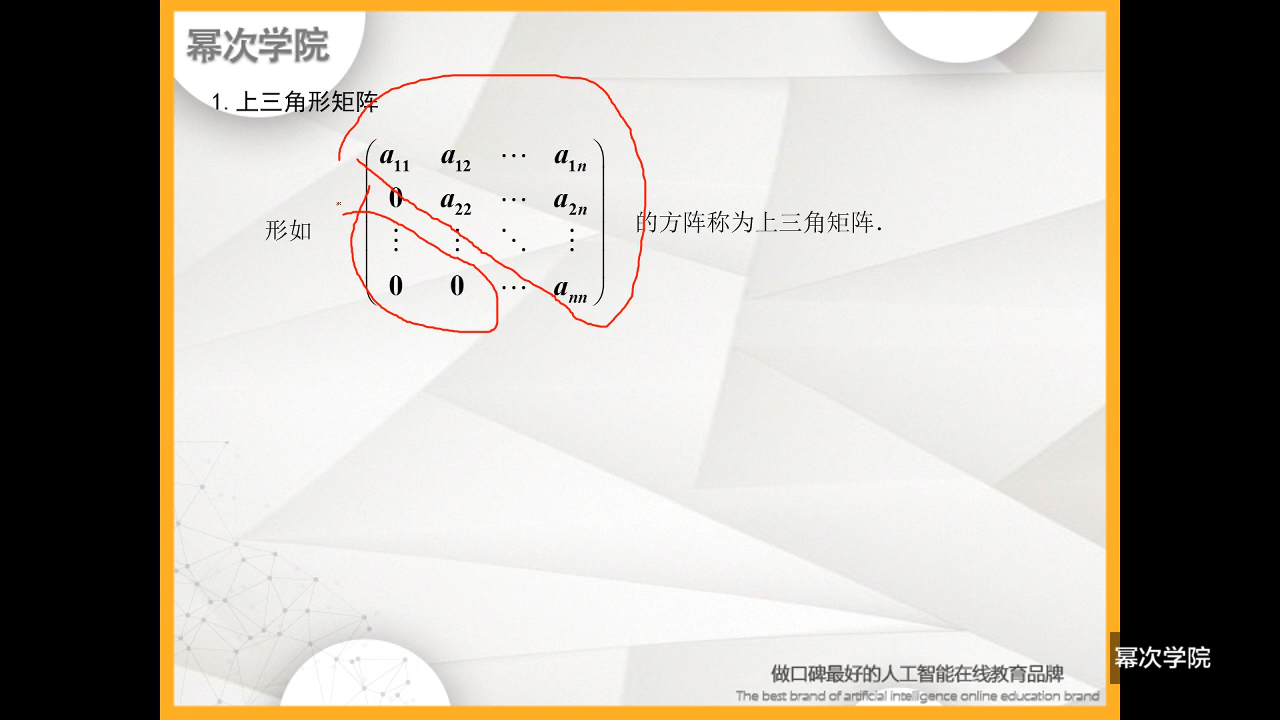 幂次学院
1.上三角形矩阵
形如
a11 a12 ⋯ a1n
0 a22 ⋯ a2n
⋮ ⋮ ⋱ ⋮
0 0 ⋯ ann
的方阵称为上三角矩阵.
幂次学院
做口碑最好的人工智能在线教育品牌
The best brand of artificial intelligence online education brand